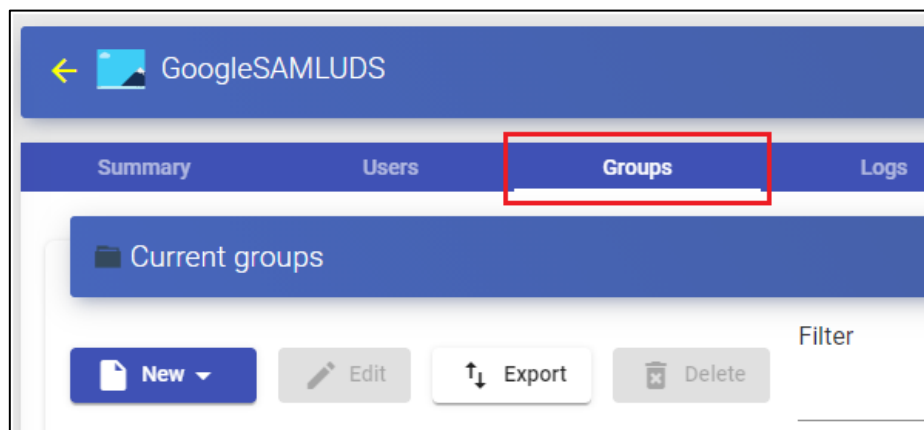 GoogleSAMLUDS
Summary Users Groups Logs
Current groups
Filter
New Edit Export Delete